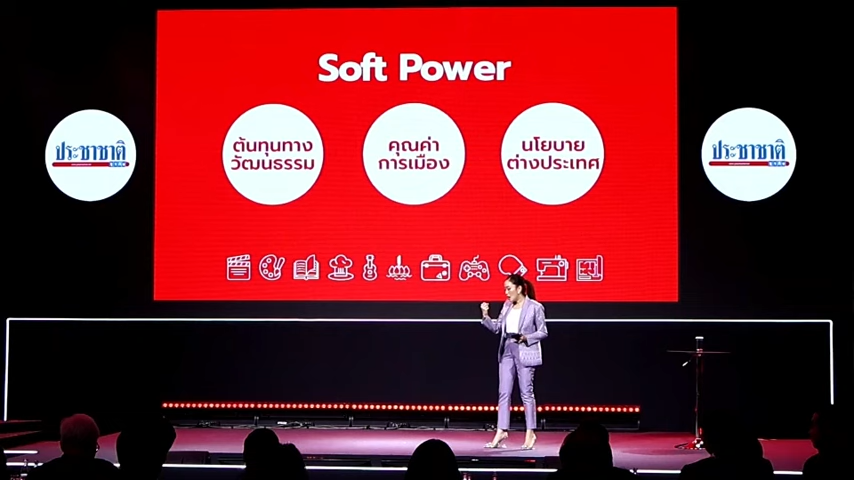 Soft Power
ต้นทุนทาง
วัฒนธรรม
คุณค่า
การเมือง
นโยบาย
ต่างประเทศ
ประชาชาติ
ประชาชาติ